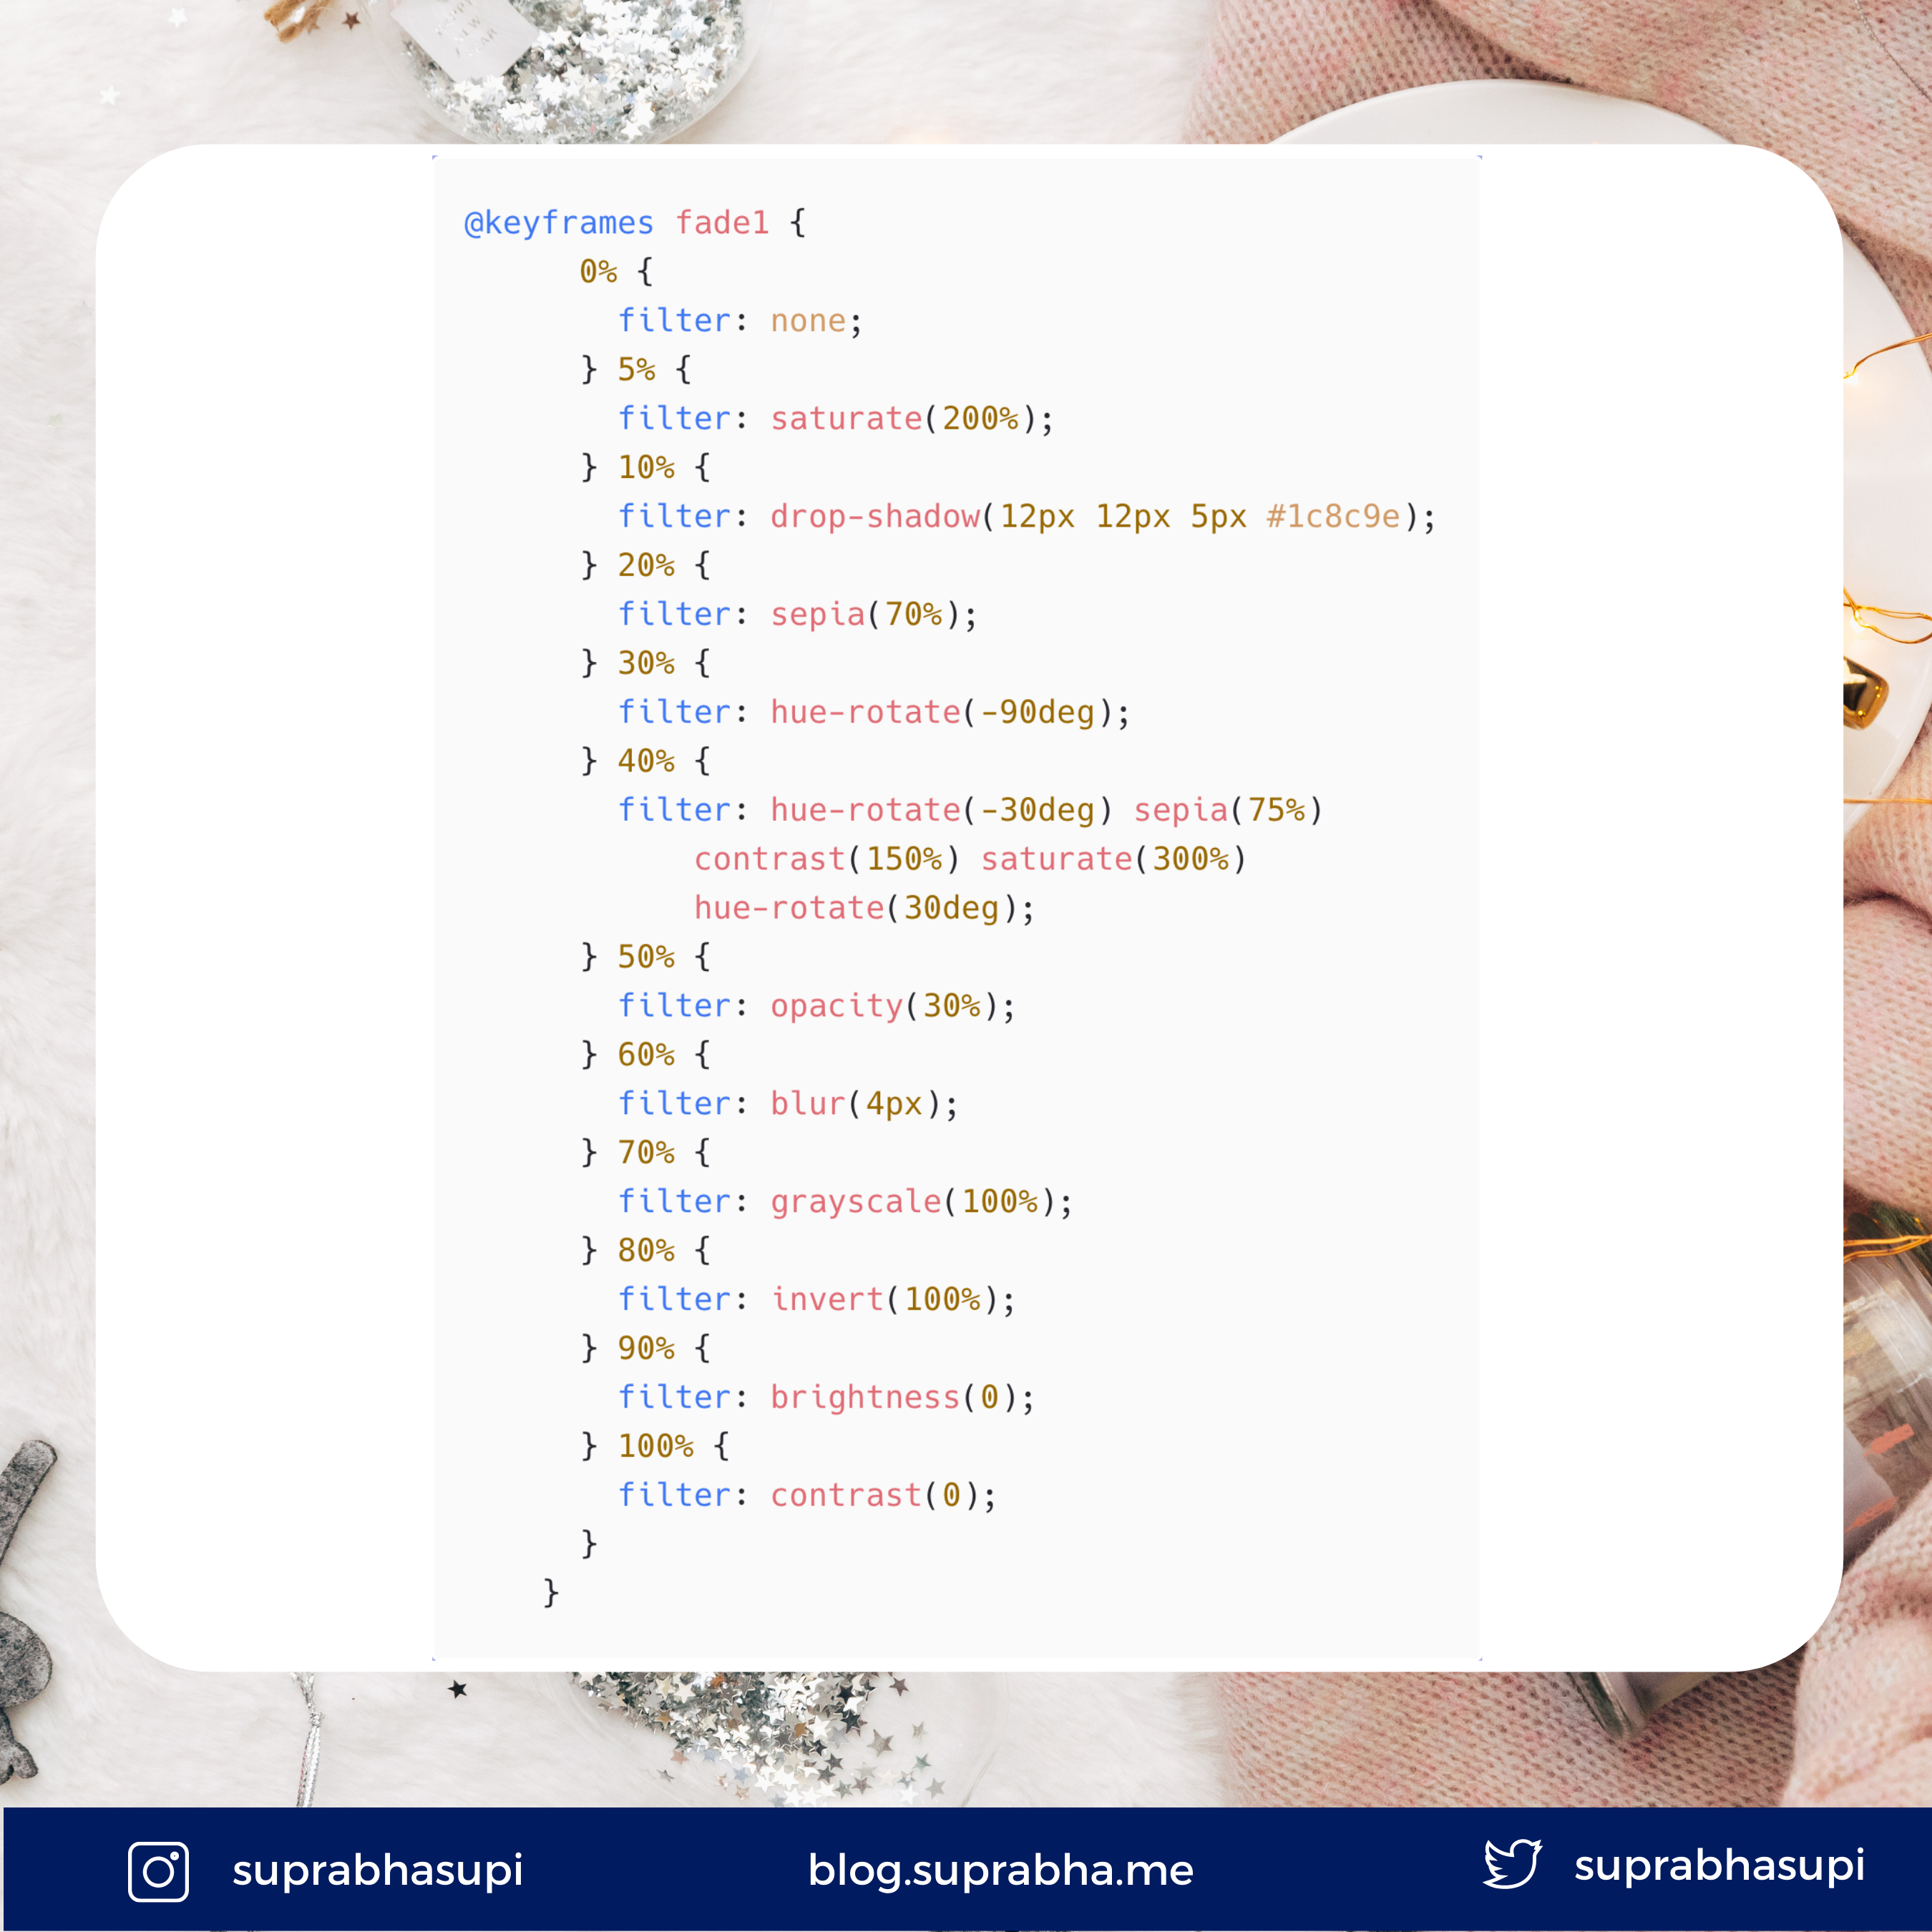 @keyframes fade1 {
0% {
filter: none;
} 5% {
filter: saturate(200%);
} 10% {
filter: drop-shadow(12px 12px 5px #1c8c9e);
} 20% {
filter: sepia(70%);
} 30% {
filter: hue-rotate(-90deg);
} 40% {
filter: hue-rotate(-30deg) sepia(75%)
contrast(150%) saturate(300%)
hue-rotate(30deg);
} 50% {
filter: opacity(30%);
} 60% {
filter: blur(4px);
} 70% {
filter: grayscale(100%);
} 80% {
filter: invert(100%);
} 90% {
filter: brightness(0);
} 100% {
filter: contrast(0);
}
}
suprabhasupi
blog.suprabha.me
suprabhasupi